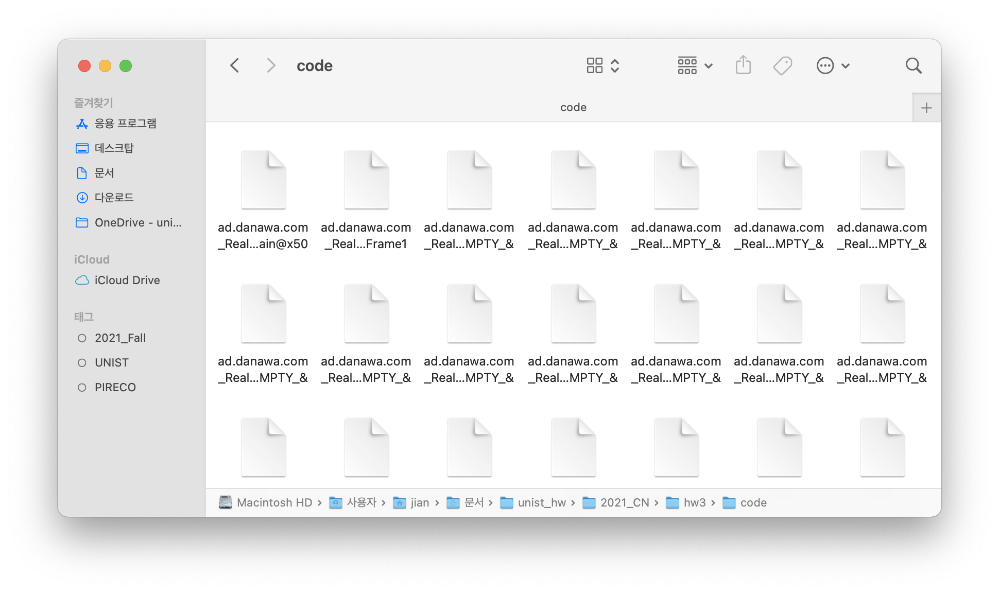 code
code
즐겨찾기
응용 프로그램
데스크탑
문서
다운로드
OneDrive - uni...
iCloud
iCloud Drive
태그
2021_Fall
UNIST
PIRECO
ad.danawa.com ad.danawa.com ad.danawa.com ad.danawa.com ad.danawa.com ad.danawa.com ad.danawa.com
_Real...ain@x50 _Real...Frame1 _Real...MPTY_& _Real...MPTY_& _Real...MPTY_& _Real...MPTY_& _Real...MPTY_&
ad.danawa.com ad.danawa.com ad.danawa.com ad.danawa.com ad.danawa.com ad.danawa.com ad.danawa.com
_Real...MPTY_& _Real...MPTY_& _Real...MPTY_& _Real...MPTY_& _Real...MPTY_& _Real...MPTY_& _Real...MPTY_&
Macintosh HD › 사용자 › jian › 문서 › unist_hw › 2021_CN › hw3 › code